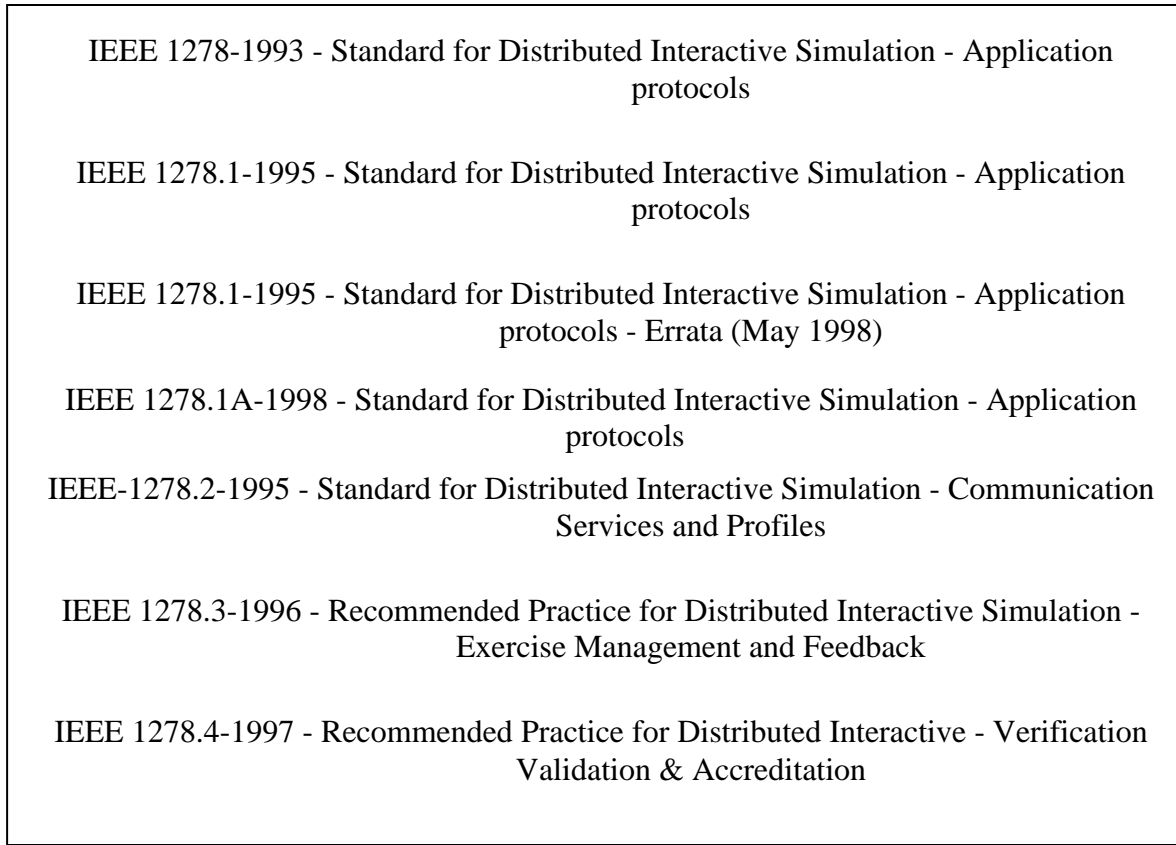 IEEE 1278-1993 - Standard for Distributed Interactive Simulation - Application
protocols
IEEE 1278.1-1995 - Standard for Distributed Interactive Simulation - Application
protocols
IEEE 1278.1-1995 - Standard for Distributed Interactive Simulation - Application
protocols - Errata (May 1998)
IEEE 1278.1A-1998 - Standard for Distributed Interactive Simulation - Application
protocols
IEEE-1278.2-1995 - Standard for Distributed Interactive Simulation - Communication
Services and Profiles
IEEE 1278.3-1996 - Recommended Practice for Distributed Interactive Simulation -
Exercise Management and Feedback
IEEE 1278.4-1997 - Recommended Practice for Distributed Interactive - Verification
Validation & Accreditation